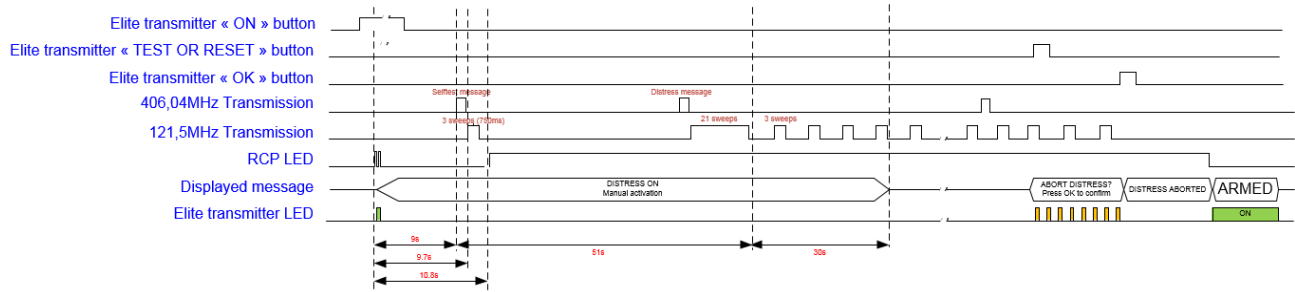 Elite transmitter « ON » button
Elite transmitter « TEST OR RESET » button
Elite transmitter « OK » button
406,04MHz Transmission
Selftest message
Distress message
121,5MHz Transmission
3 sweeps (750ms)
21 sweeps
3 sweeps
RCP LED
Displayed message
DISTRESS ON
Manual activation
ABORT DISTRESS?
Press OK to confirm
DISTRESS ABORTED
ARMED
Elite transmitter LED
ON
9s
51s
30s
9.7s
10.8s